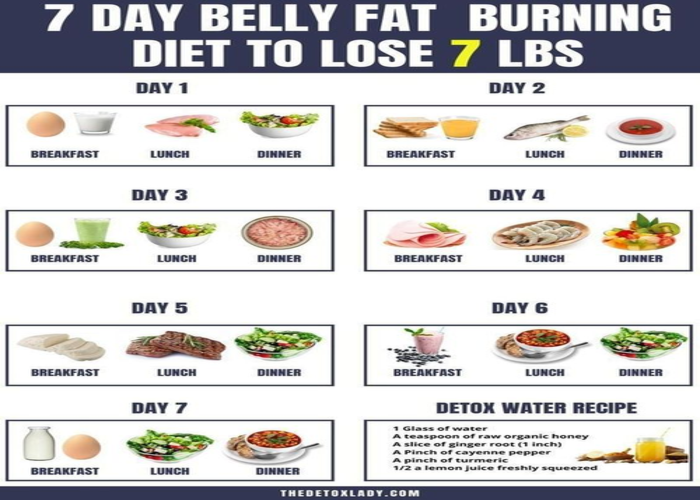 7 DAY BELLY FAT BURNING
DIET TO LOSE 7 LBS
DAY 1
BREAKFAST LUNCH DINNER
DAY 2
BREAKFAST LUNCH DINNER
DAY 3
BREAKFAST LUNCH DINNER
DAY 4
BREAKFAST LUNCH DINNER
DAY 5
BREAKFAST LUNCH DINNER
DAY 6
BREAKFAST LUNCH DINNER
DAY 7
BREAKFAST LUNCH DINNER
DETOX WATER RECIPE
1 Glass of water
A teaspoon of raw organic honey
A slice of ginger root (1 inch)
A Pinch of cayenne pepper
A pinch of turmeric
1/2 a lemon juice freshly squeezed
THEDETOXLADY.COM